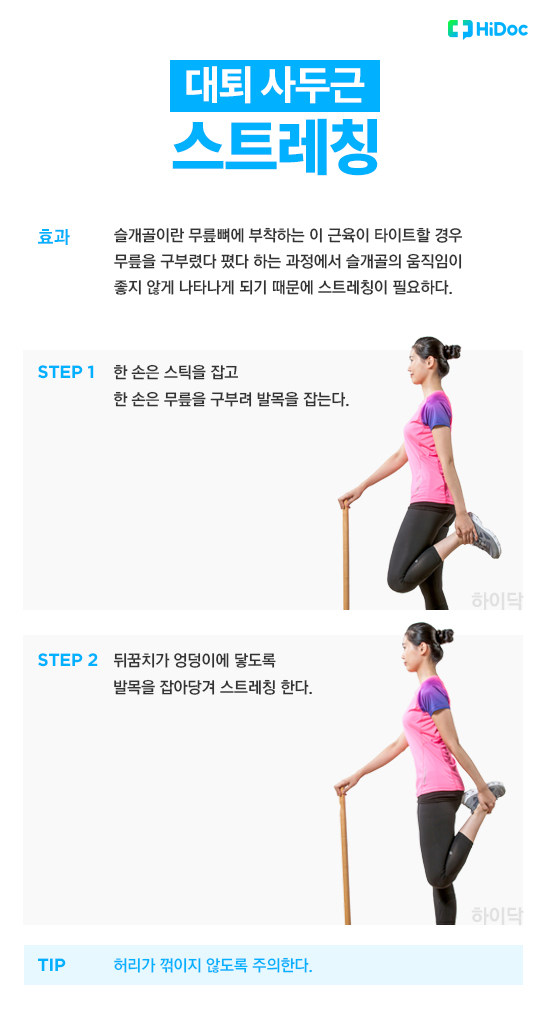 HiDoc
대퇴 사두근
스트레칭
효과
슬개골이란 무릎뼈에 부착하는 이 근육이 타이트할 경우
무릎을 구부렸다 폈다 하는 과정에서 슬개골의 움직임이
좋지 않게 나타나게 되기 때문에 스트레칭이 필요하다.
STEP 1
한 손은 스틱을 잡고
한 손은 무릎을 구부려 발목을 잡는다.
하이닥
STEP 2
뒤꿈치가 엉덩이에 닿도록
발목을 잡아당겨 스트레칭 한다.
하이닥
TIP
허리가 꺾이지 않도록 주의한다.